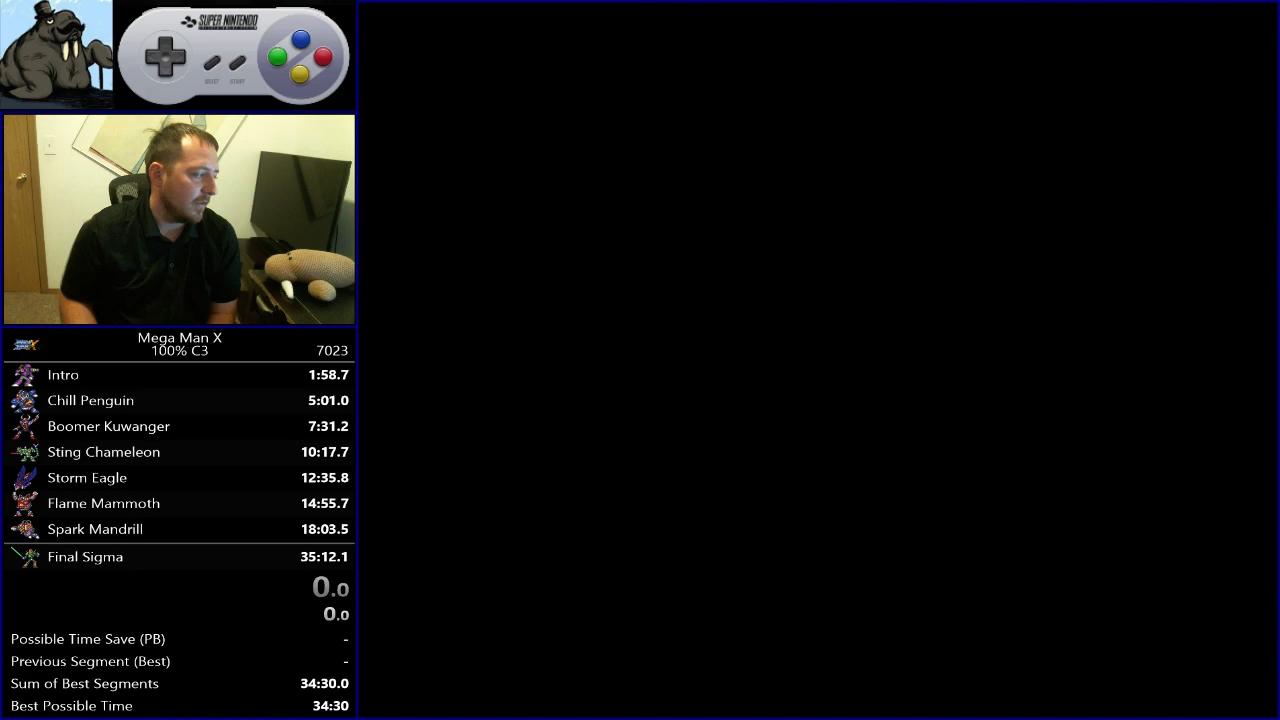 SUPER NINTENDO
SELECT START
Mega Man X
100% C3 7023
Intro 1:58.7
Chill Penguin 5:01.0
Boomer Kuwanger 7:31.2
Sting Chameleon 10:17.7
Storm Eagle 12:35.8
Flame Mammoth 14:55.7
Spark Mandrill 18:03.5
Final Sigma 35:12.1
0.0
0.0
Possible Time Save (PB) -
Previous Segment (Best) -
Sum of Best Segments 34:30.0
Best Possible Time 34:30